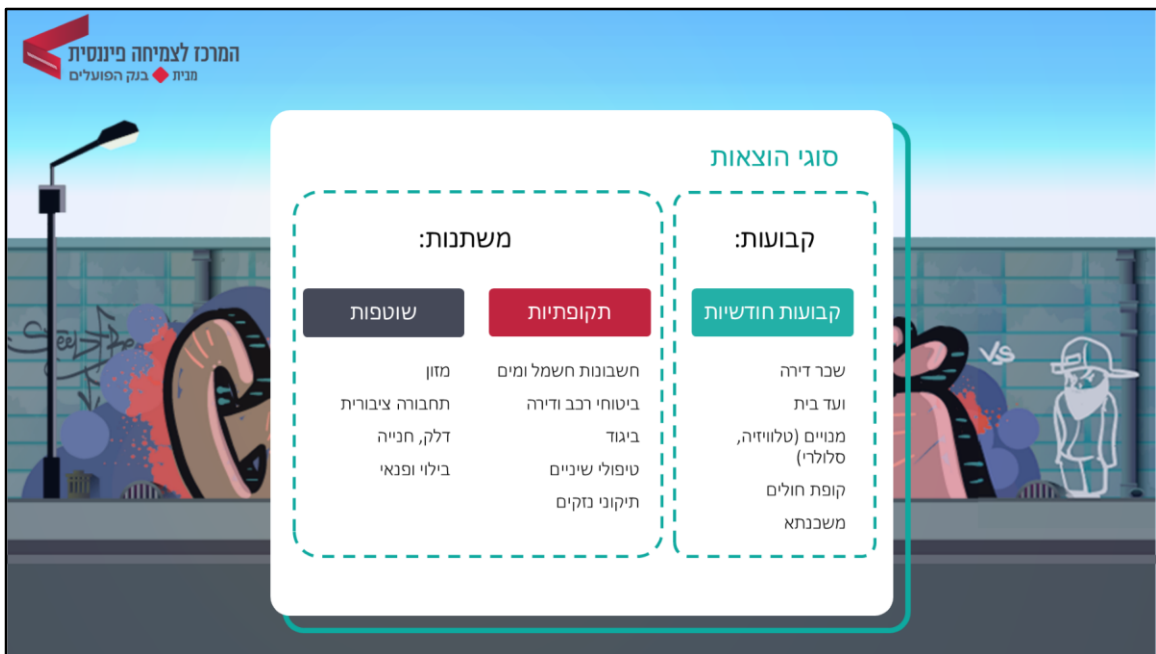 המרכז לצמיחה פיננסית
מבית בנק הפועלים
סוגי הוצאות
קבועות:
קבועות חודשיות
שכר דירה
ועד בית
מנויים (טלוויזיה,
סלולרי)
קופת חולים
משכנתא
משתנות:
תקופתיות
חשבונות חשמל ומים
ביטוחי רכב ודירה
ביגוד
טיפולי שיניים
תיקוני נזקים
שוטפות
מזון
תחבורה ציבורית
דלק, חנייה
בילוי ופנאי
VS